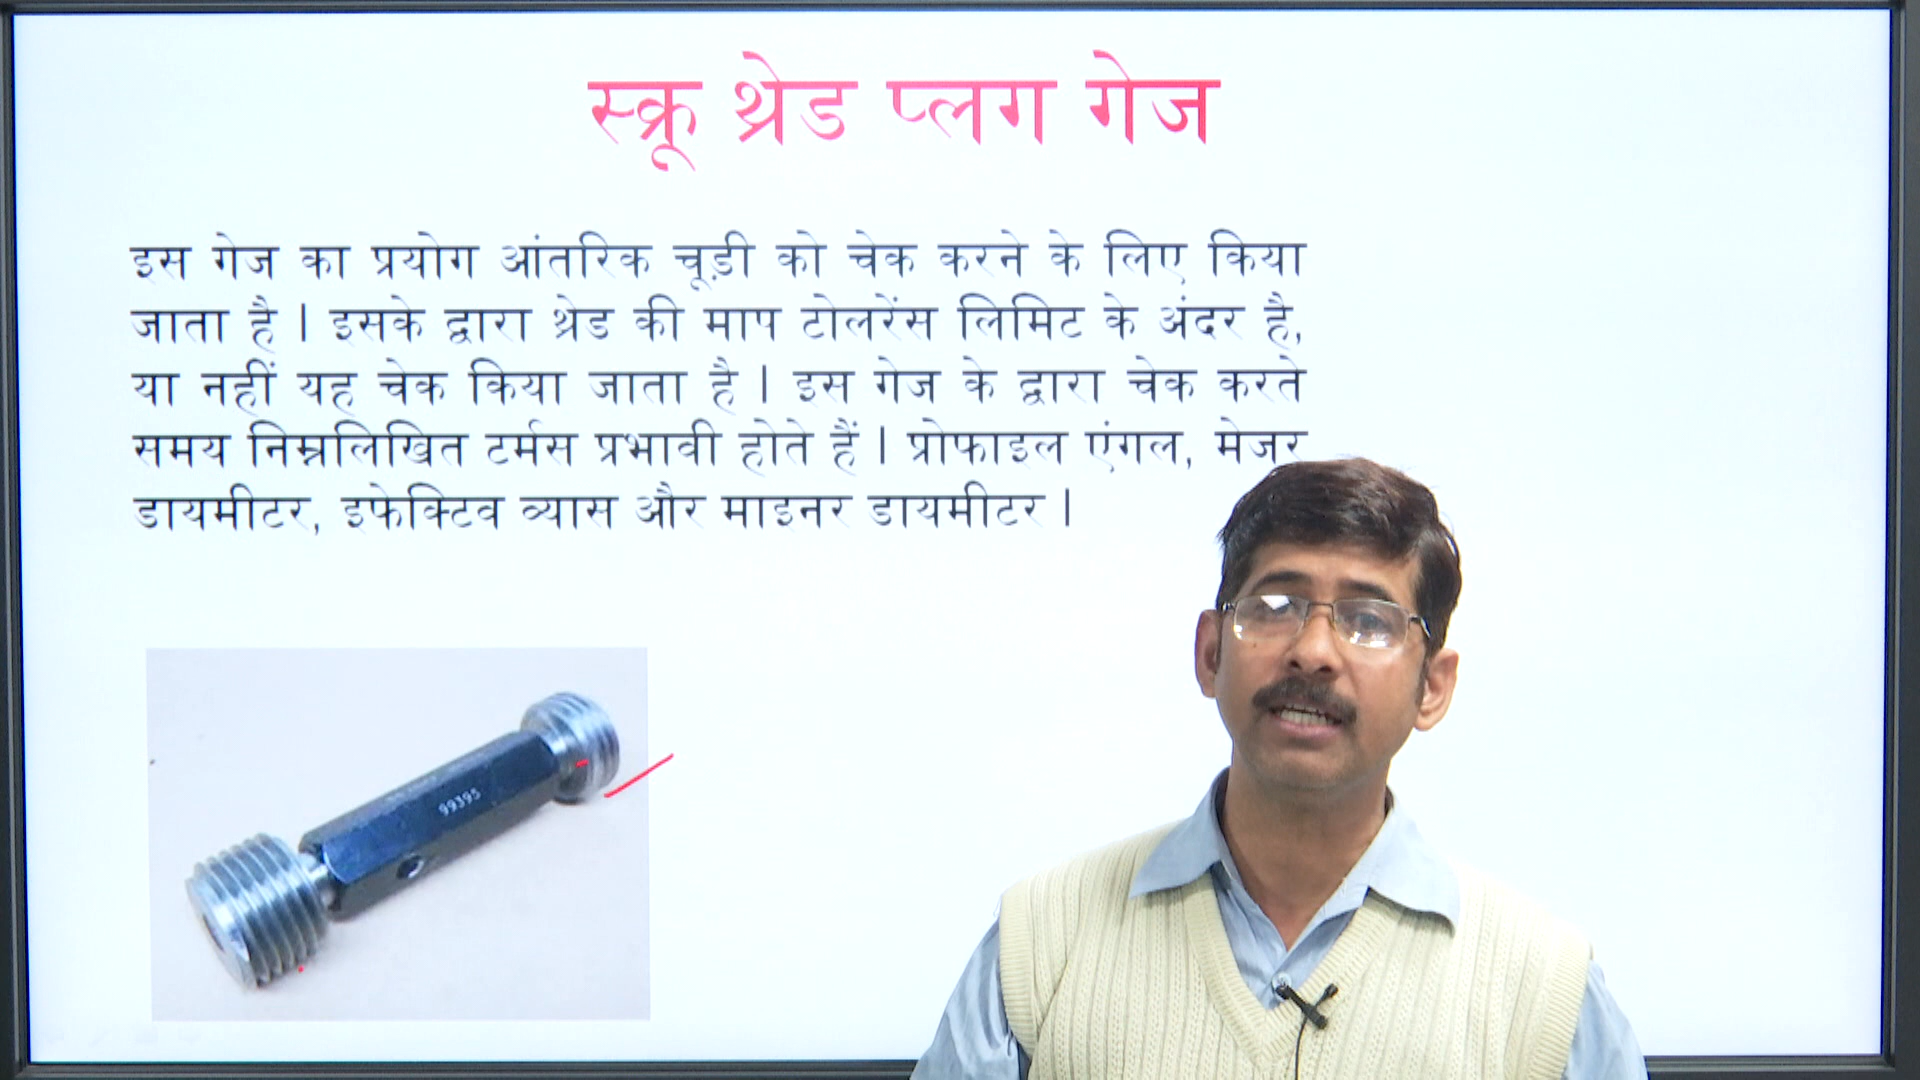 स्क्रू थ्रेड प्लग गेज
इस गेज का प्रयोग आंतरिक चूड़ी को चेक करने के लिए किया
जाता है | इसके द्वारा थ्रेड की माप टोलरेंस लिमिट के अंदर है,
या नहीं यह चेक किया जाता है | इस गेज के द्वारा चेक करते
समय निम्नलिखित टर्मस प्रभावी होते हैं | प्रोफाइल एंगल, मेजर
डायमीटर, इफेक्टिव व्यास और माइनर डायमीटर |
99395